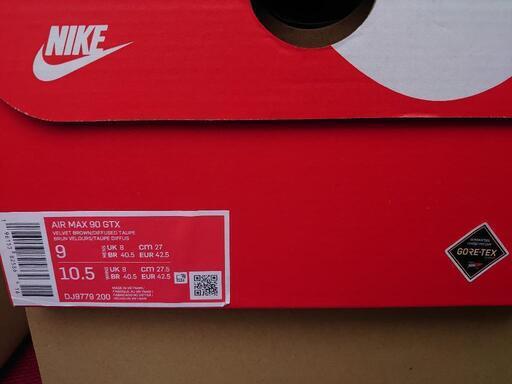 NIKE
AIR MAX 90 GTX
VELVET BROWN/DIFFUSED TAUPE
BRUN VELOURS/TAUPE DIFFUS
9 UK 8 CM 27
BR 40.5 EUR 42.5
10.5 UK 8 CM 27.5
BR 40.5 EUR 42.5
DJ9779 200
GORE-TEX